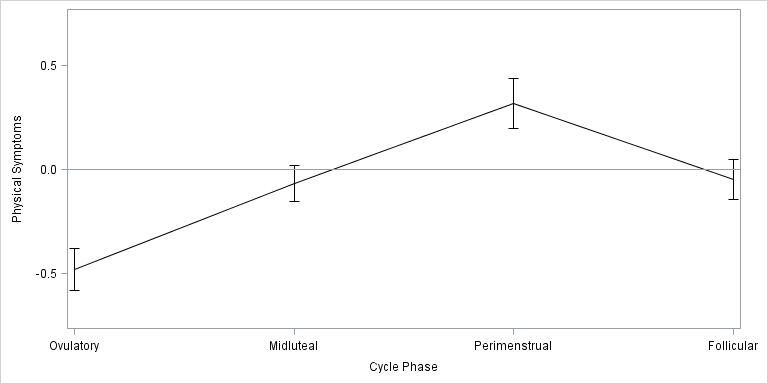 Physical Symptoms
0.5
0.0
-0.5
Ovulatory Midluteal Perimenstrual Follicular
Cycle Phase